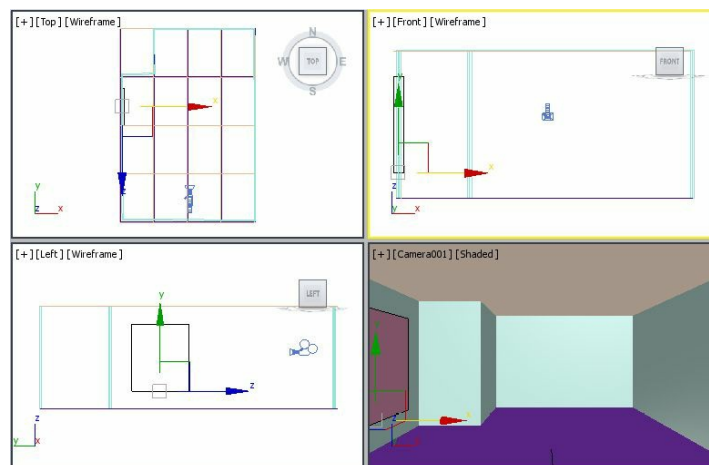 [+] [Top] [Wireframe]
N
W
TOP
E
S
x
z
y
z
x
[+] [Front] [Wireframe]
FRONT
y
x
z
y
x
[+] [Left] [Wireframe]
LEFT
y
z
z
y
x
[+] [Camera001] [Shaded]
x